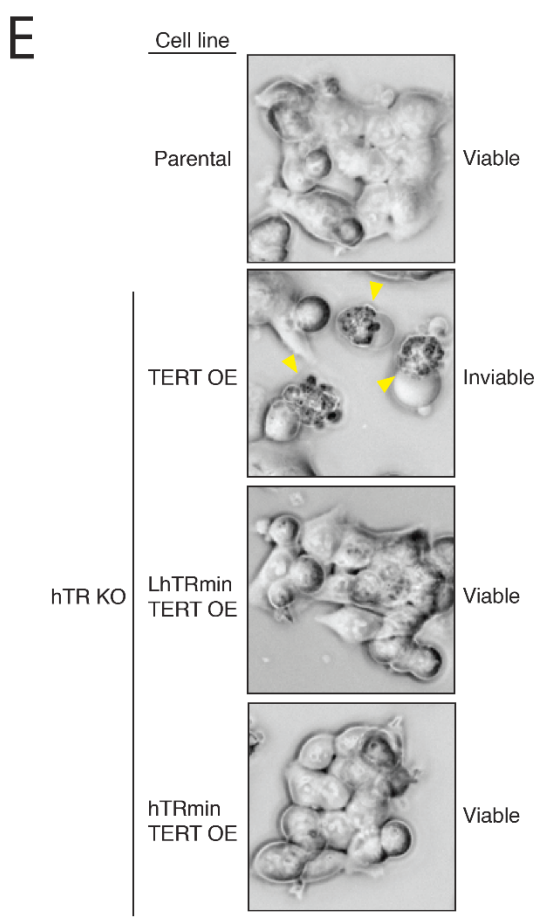 E
Cell line
Parental
Viable
TERT OE
Inviable
hTR KO
LhTRmin
TERT OE
Viable
hTRmin
TERT OE
Viable